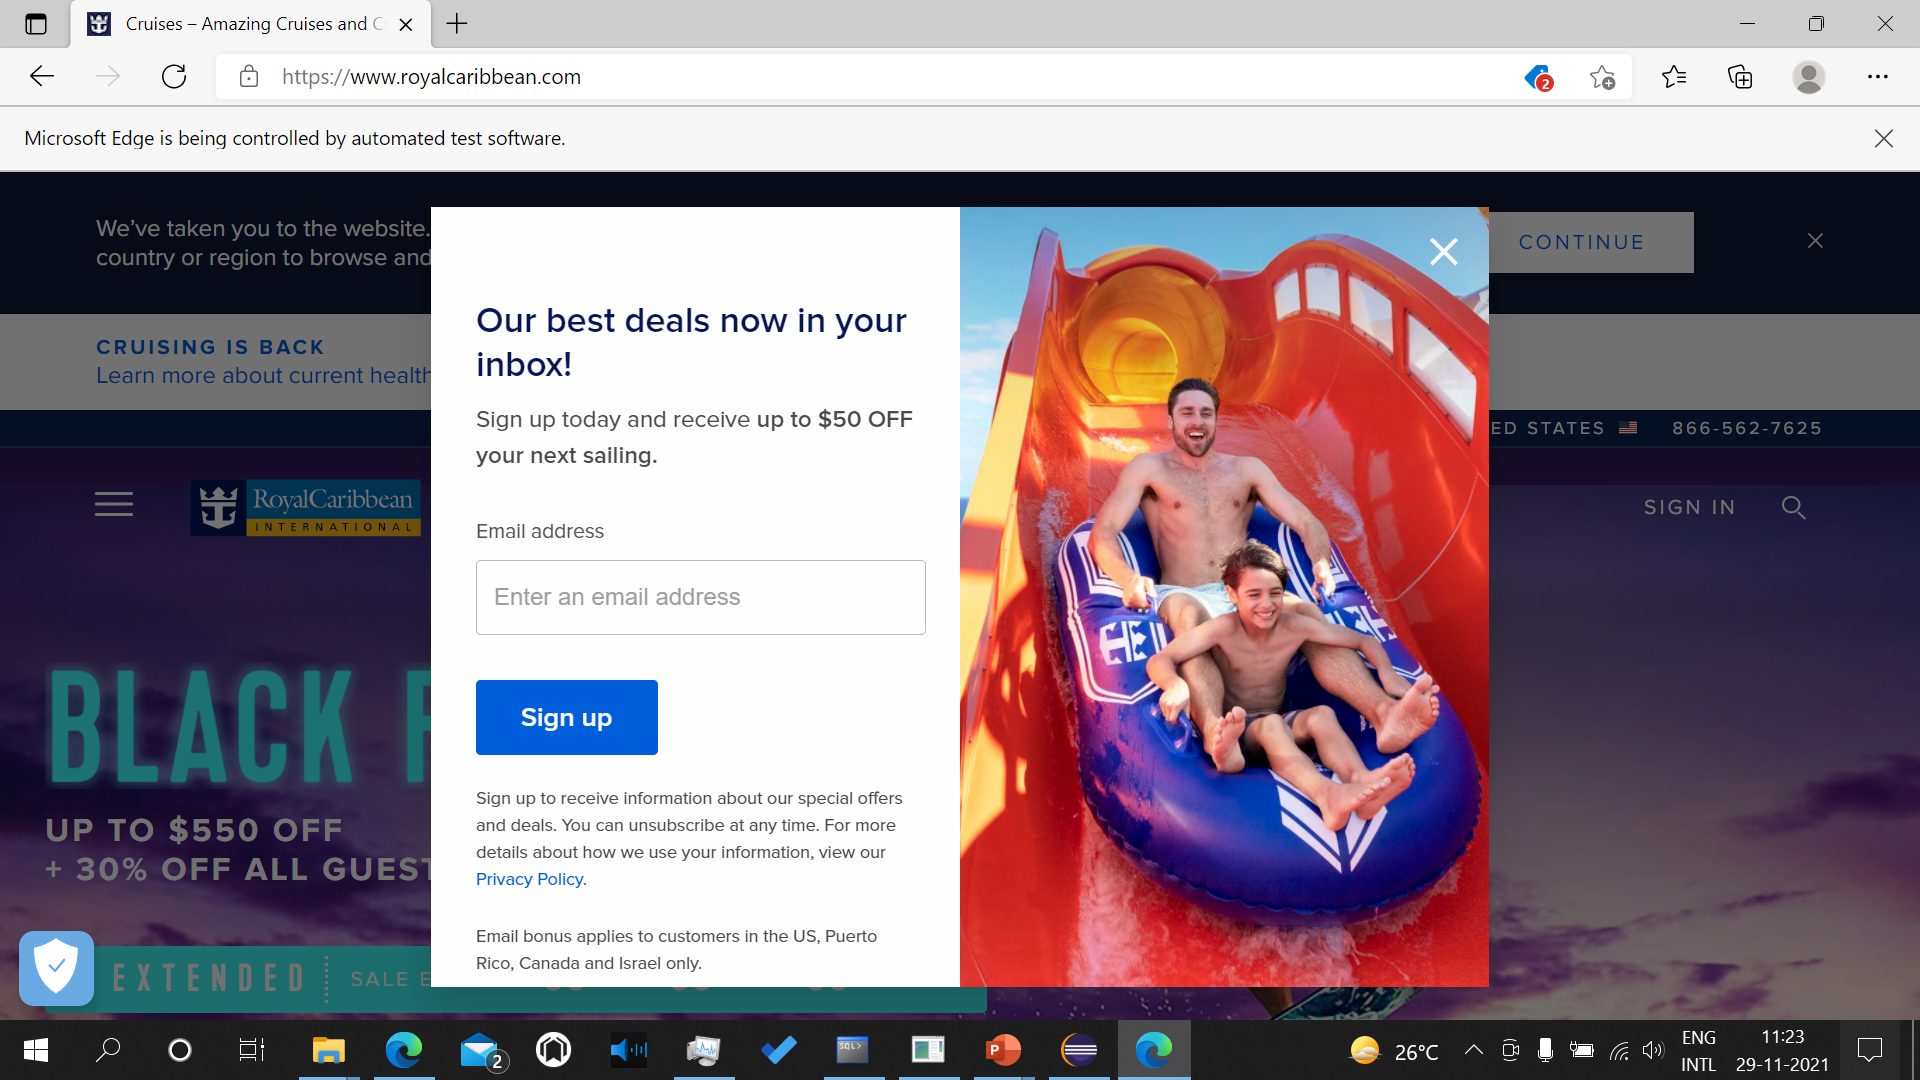 Cruises – Amazing Cruises and C
https://www.royalcaribbean.com
2
Microsoft Edge is being controlled by automated test software.
We've taken you to the website.
country or region to browse and
CONTINUE
CRUISING IS BACK
Learn more about current health
ED STATES 866-562-7625
RoyalCaribbean
INTERNATIONAL
SIGN IN
Our best deals now in your
inbox!
Sign up today and receive up to $50 OFF
your next sailing.
Email address
Enter an email address
Sign up
Sign up to receive information about our special offers
and deals. You can unsubscribe at any time. For more
details about how we use your information, view our
Privacy Policy.
Email bonus applies to customers in the US, Puerto
Rico, Canada and Israel only.
BLACK F
UP TO $550 OFF
+ 30% OFF ALL GUEST
EXTENDED SALE E
2
SQL>
P
26°C
ENG
INTL
11:23
29-11-2021